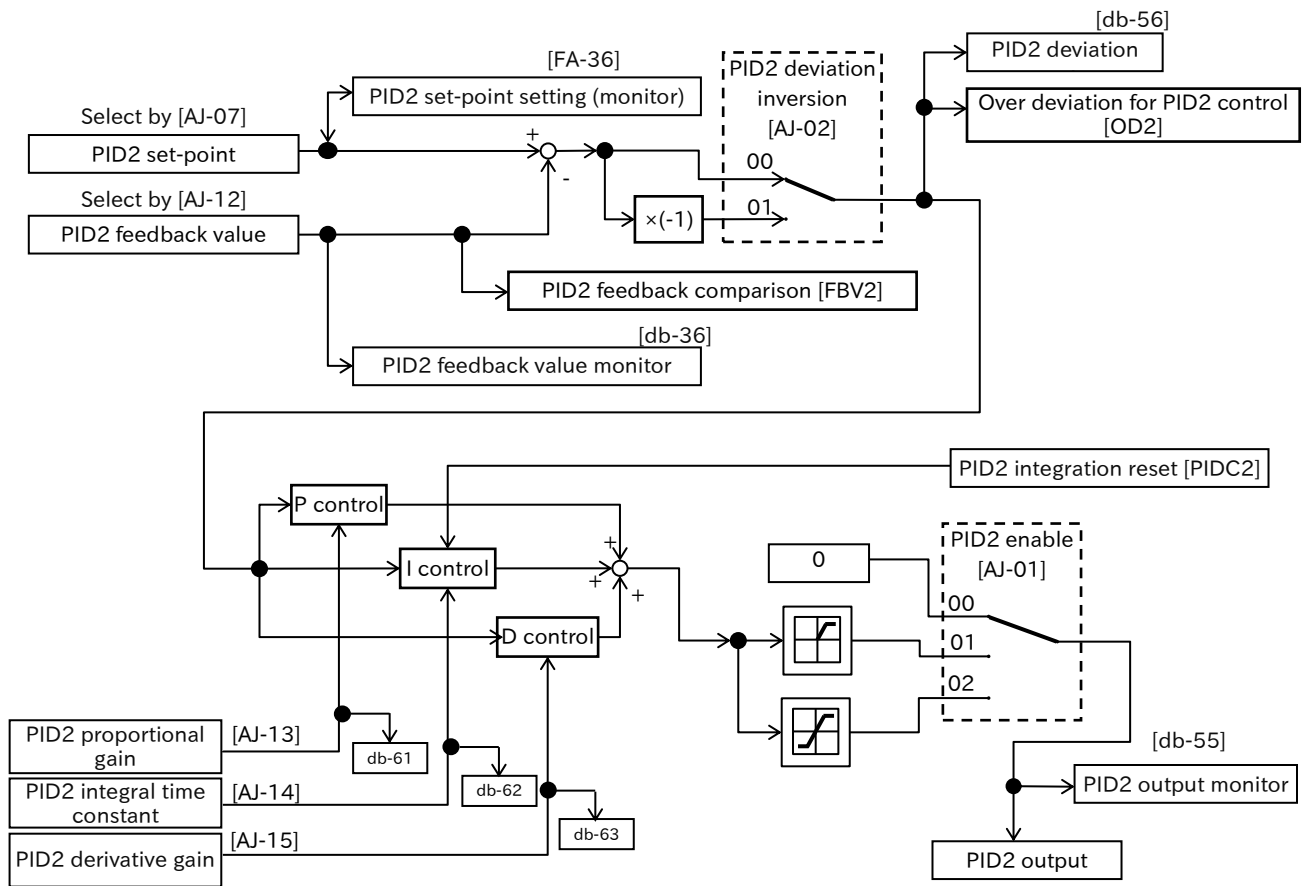 [db-56]
PID2 deviation
[FA-36]
PID2 set-point setting (monitor)
PID2 deviation
inversion
[AJ-02]
Over deviation for PID2 control
[OD2]
Select by [AJ-07]
PID2 set-point
+
-
00
01
×(-1)
Select by [AJ-12]
PID2 feedback value
PID2 feedback comparison [FBV2]
[db-36]
PID2 feedback value monitor
PID2 integration reset [PIDC2]
P control
I control
D control
+
+
+
0
PID2 enable
[AJ-01]
00
01
02
PID2 proportional
gain
[AJ-13]
db-61
PID2 integral time
constant
[AJ-14]
db-62
PID2 derivative gain
[AJ-15]
db-63
[db-55]
PID2 output monitor
PID2 output